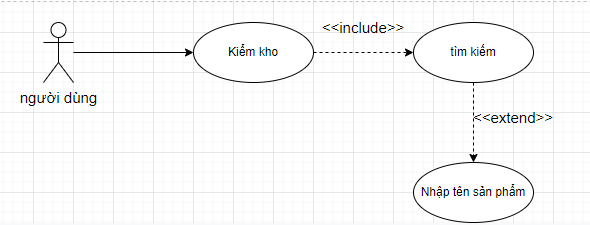 <<include>>
Kiểm kho
tìm kiếm
người dùng
<<extend>>
Nhập tên sản phẩm